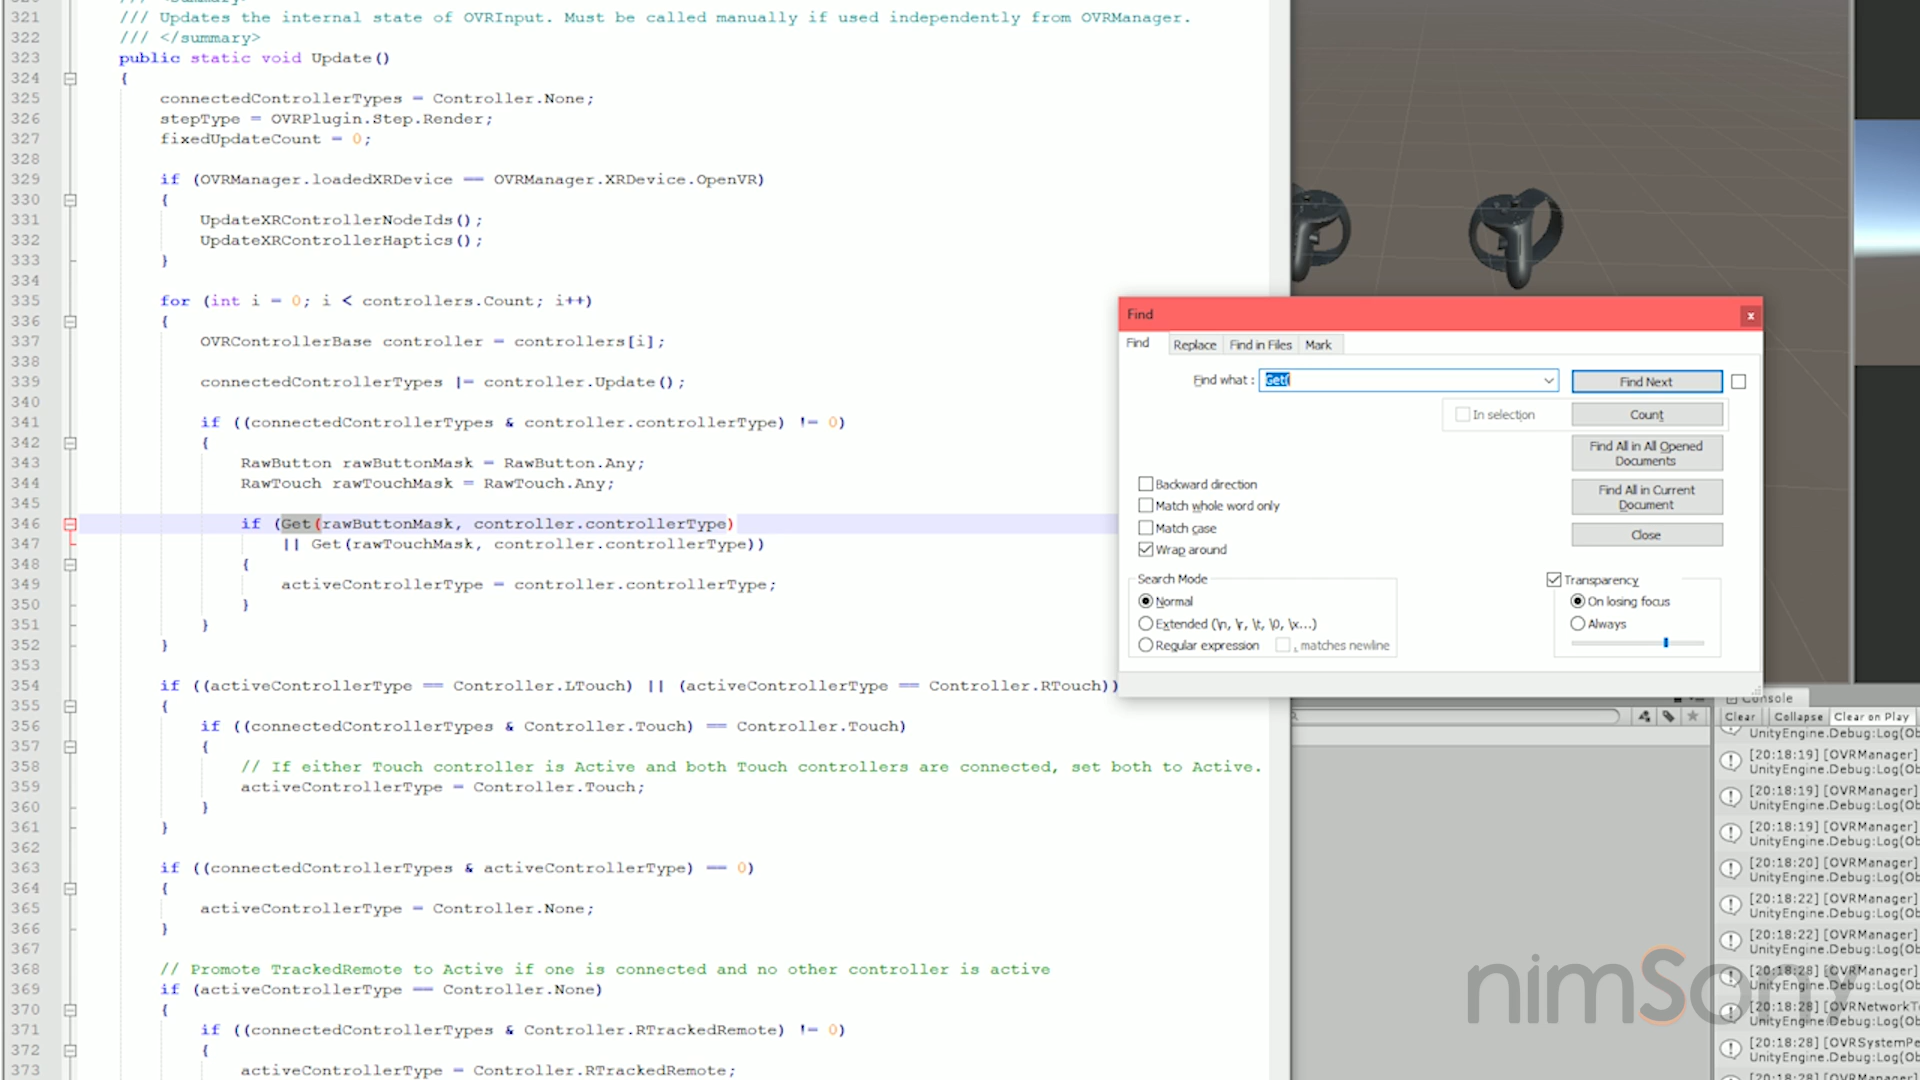 321 /// Updates the internal state of OVRInput. Must be called manually if used independently from OVRManager.
322 /// </summary>
323 public static void Update()
324 {
325 connectedControllerTypes = Controller.None;
326 stepType = OVRPlugin.Step.Render;
327 fixedUpdateCount = 0;
328
329 if (OVRManager.loadedXRDevice == OVRManager.XRDevice.OpenVR)
330 {
331 UpdateXRControllerNodeIds();
332 UpdateXRControllerHaptics();
333 }
334
335 for (int i = 0; i < controllers.Count; i++)
336 {
337 OVRControllerBase controller = controllers[i];
338
339 connectedControllerTypes |= controller.Update();
340
341 if ((connectedControllerTypes & controller.controllerType) != 0)
342 {
343 RawButton rawButtonMask = RawButton.Any;
344 RawTouch rawTouchMask = RawTouch.Any;
345
346 if (Get(rawButtonMask, controller.controllerType)
347 || Get(rawTouchMask, controller.controllerType))
348 {
349 activeControllerType = controller.controllerType;
350 }
351 }
352 }
353
354 if ((activeControllerType == Controller.LTouch) || (activeControllerType == Controller.RTouch))
355 {
356 if ((connectedControllerTypes & Controller.Touch) == Controller.Touch)
357 {
358 // If either Touch controller is Active and both Touch controllers are connected, set both to Active.
359 activeControllerType = Controller.Touch;
360 }
361 }
362
363 if ((connectedControllerTypes & activeControllerType) == 0)
364 {
365 activeControllerType = Controller.None;
366 }
367
368 // Promote TrackedRemote to Active if one is connected and no other controller is active
369 if (activeControllerType == Controller.None)
370 {
371 if ((connectedControllerTypes & Controller.RTrackedRemote) != 0)
372 {
373 activeControllerType = Controller.RTrackedRemote;
Find
x
Find Replace Find in Files Mark
Find what : Get( Find Next
In selection Count
Find All in All Opened
Documents
Backward direction
Find All in Current
Document
Match whole word only
Match case
Close
Wrap around
Search Mode
Transparency
Normal
On losing focus
Extended (\n, \r, \t, \0, \x...)
Always
Regular expression . matches newline
Console
Clear Collapse Clear on Play
UnityEngine.Debug:Log(Ob
[20:18:19] [OVRManager]
UnityEngine.Debug:Log(Ob
[20:18:19] [OVRManager]
UnityEngine.Debug:Log(Ob
[20:18:19] [OVRManager]
UnityEngine.Debug:Log(Ob
[20:18:20] [OVRManager]
UnityEngine.Debug:Log(Ob
[20:18:22] [OVRManager]
UnityEngine.Debug:Log(Ob
[20:18:22] [OVRManager]
UnityEngine.Debug:Log(Ob
[20:18:28] [OVRManager]
UnityEngine.Debug:Log(Ob
[20:18:28] [OVRNetworkT
UnityEngine.Debug:Log(Ob
[20:18:28] [OVRSystemPe
UnityEngine.Debug:Log(Ob
nimSony